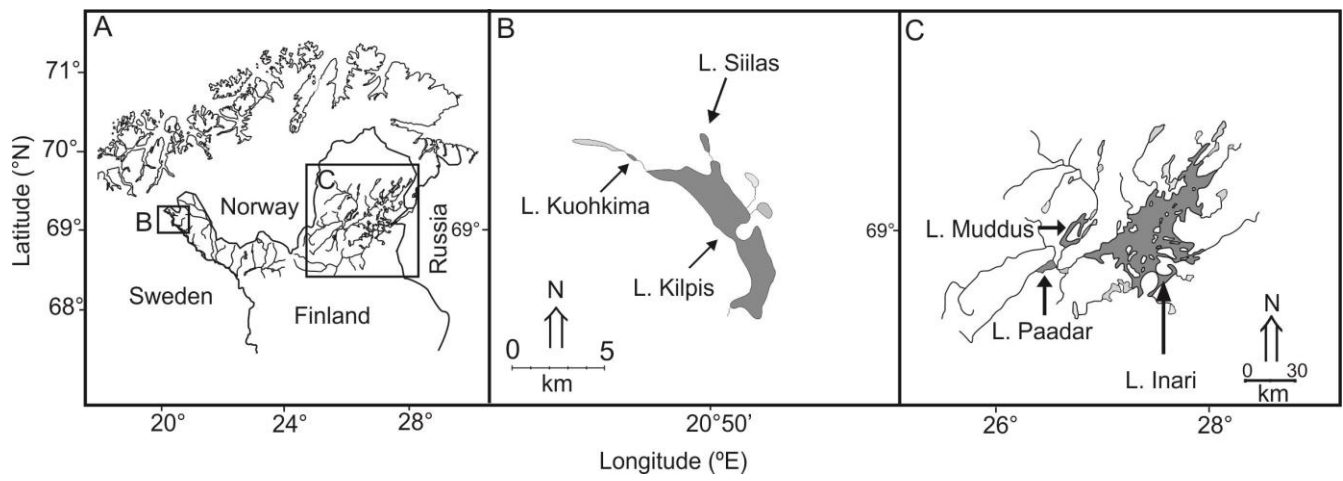 A
71°
70°
69°
68°
Latitude (°N)
B
C
Norway
Sweden
Finland
Russia
20°
24°
28°
B
L. Siilas
L. Kuohkima
L. Kilpis
N
0 5
km
20°50'
69°
C
69°
L. Muddus
L. Paadar
L. Inari
N
0 30
km
26°
28°
Longitude (ºE)